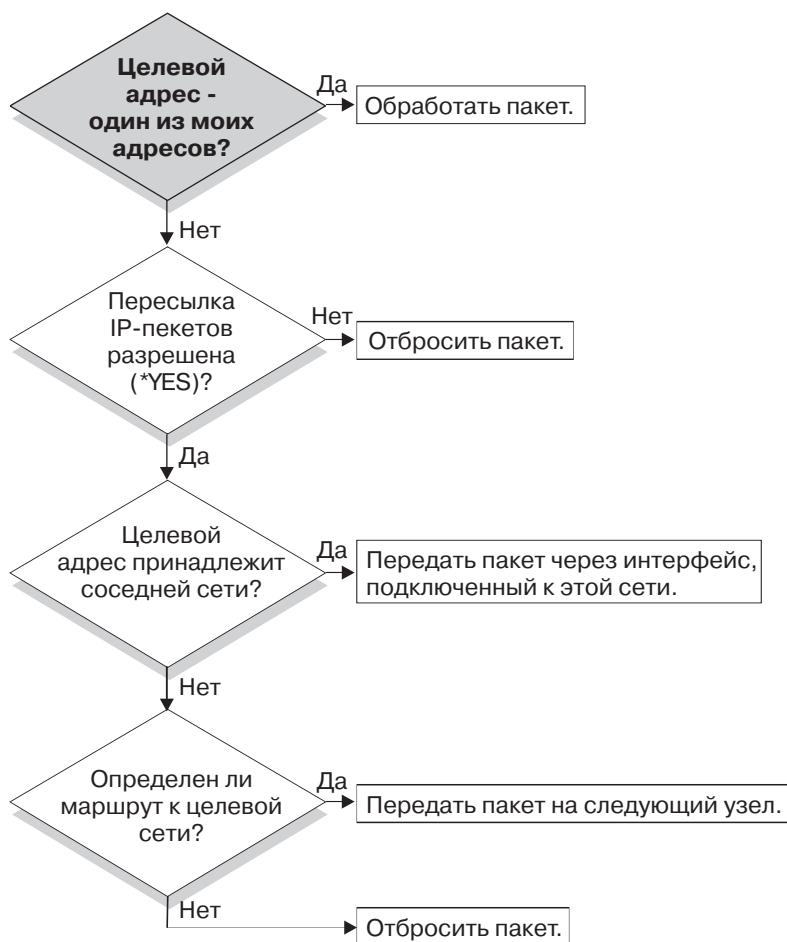 Целевой
адрес -
один из моих
адресов?
Да
Обработать пакет.
Нет
Пересылка
IP-пекетов
разрешена
(*YES)?
Нет
Отбросить пакет.
Да
Целевой
адрес принадлежит
соседней сети?
Да
Передать пакет через интерфейс,
подключенный к этой сети.
Нет
Определен ли
маршрут к целевой
сети?
Да
Передать пакет на следующий узел.
Нет
Отбросить пакет.